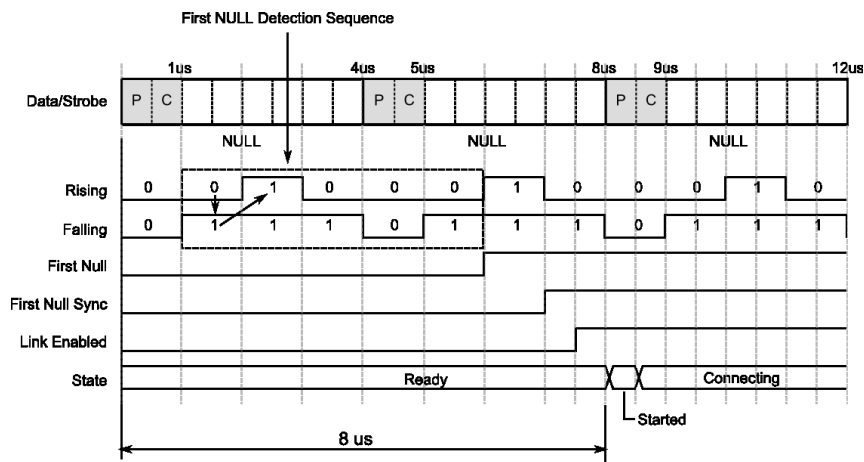 First NULL Detection Sequence
1us 4us 5us 8us 9us 12us
Data/Strobe P C P C P C
NULL NULL NULL
Rising 0 0 1 0 0 0 1 0 0 0 1 0
Falling 0 1 1 1 0 1 1 1 0 1 1 1
First Null
First Null Sync
Link Enabled
State Ready Connecting
Started
8 us